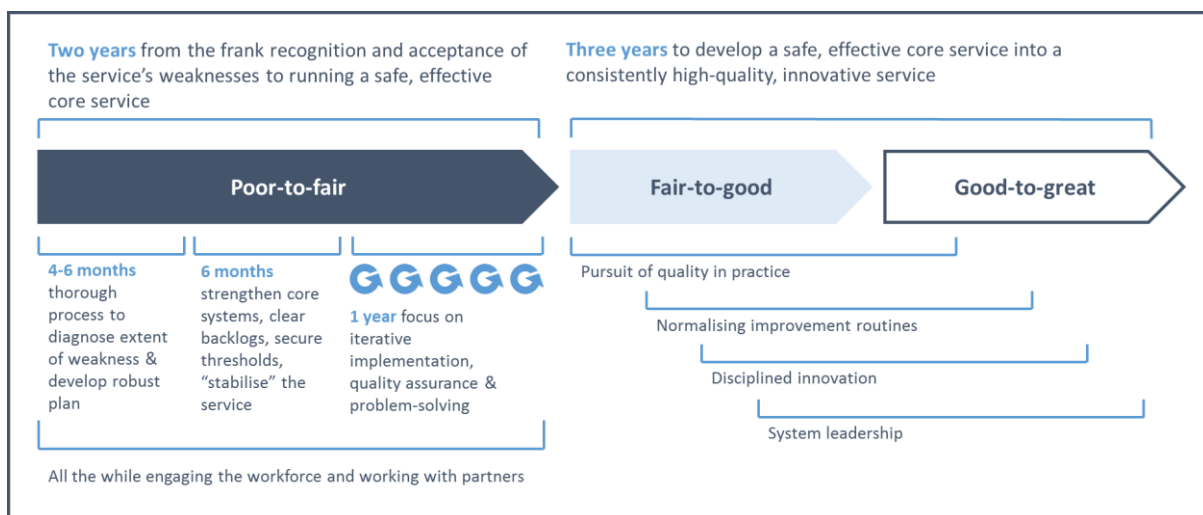 Two years from the frank recognition and acceptance of
the service's weaknesses to running a safe, effective
core service
Three years to develop a safe, effective core service into a
consistently high-quality, innovative service
Poor-to-fair
Fair-to-good
Good-to-great
4-6 months
thorough
process to
diagnose extent
of weakness &
develop robust
plan
6 months
strengthen core
systems, clear
backlogs, secure
thresholds,
"stabilise" the
service
1 year focus on
iterative
implementation,
quality assurance &
problem-solving
All the while engaging the workforce and working with partners
Pursuit of quality in practice
Normalising improvement routines
Disciplined innovation
System leadership